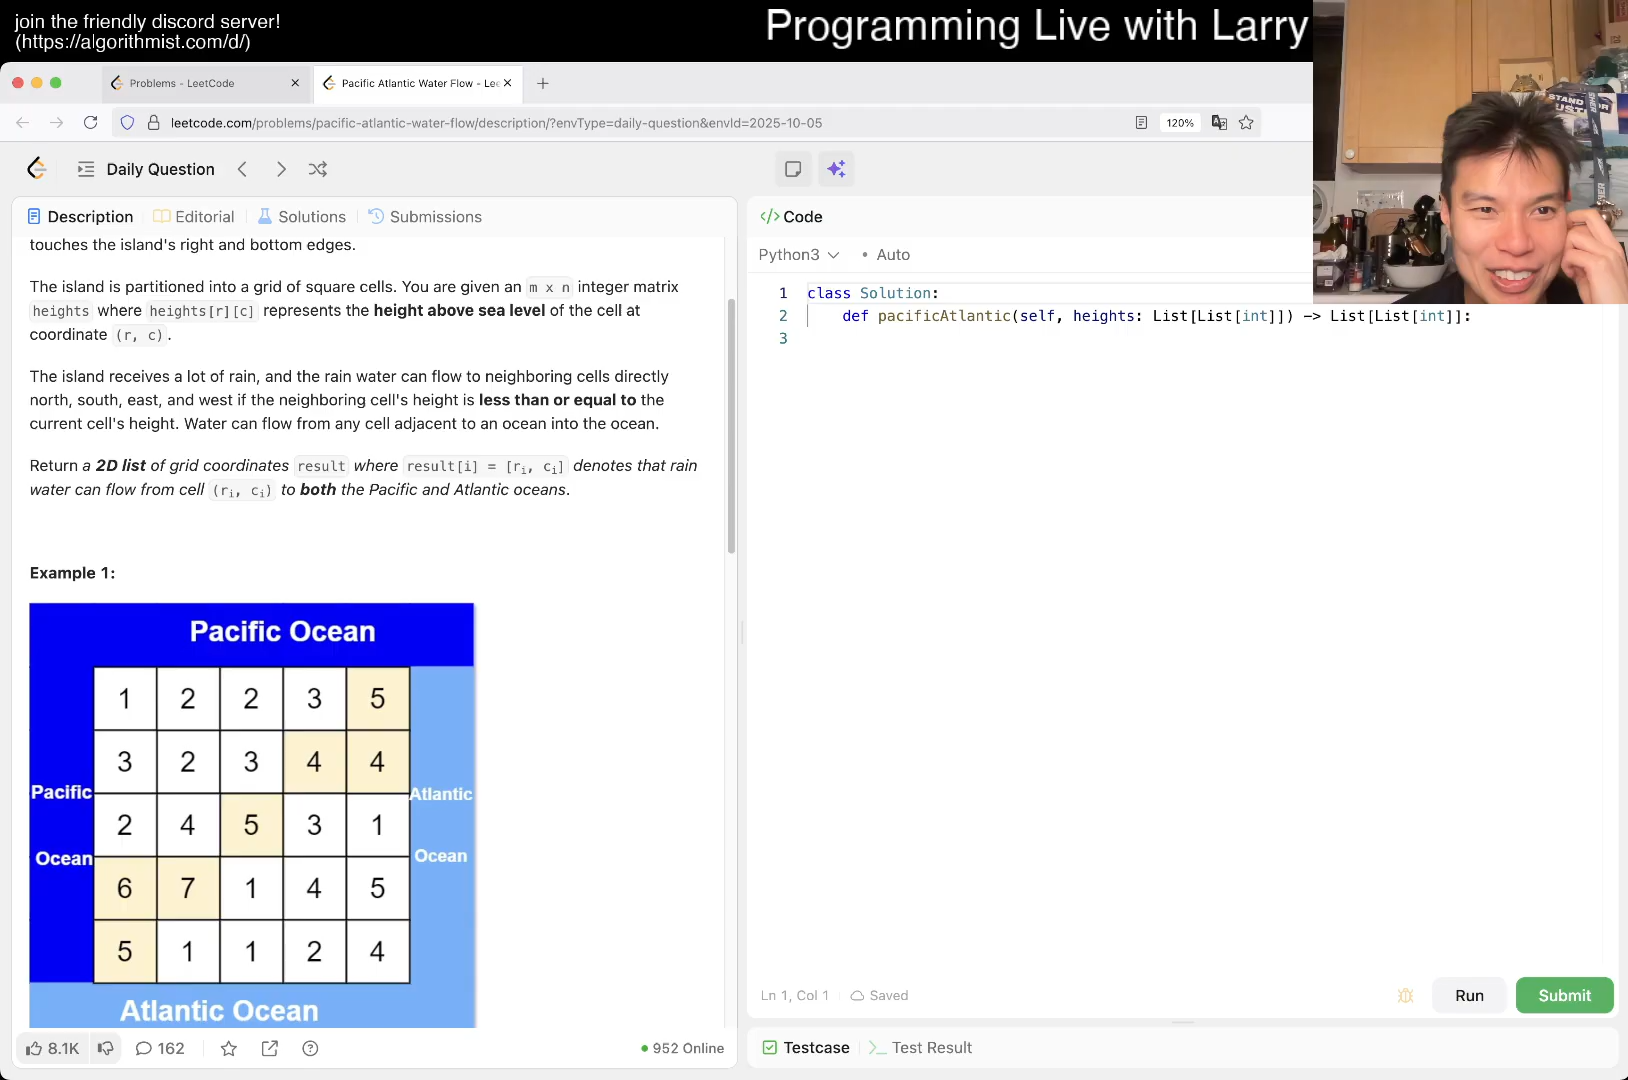 join the friendly discord server!
(https://algorithmist.com/d/)
Programming Live with Larry
Problems - LeetCode
Pacific Atlantic Water Flow - Lee
leetcode.com/problems/pacific-atlantic-water-flow/description/?envType=daily-question&envId=2025-10-05
120%
Daily Question
Description
Editorial
Solutions
Submissions
</> Code
touches the island's right and bottom edges.
Python3
• Auto
The island is partitioned into a grid of square cells. You are given an m x n integer matrix
heights where heights[r][c] represents the height above sea level of the cell at
coordinate (r, c).
The island receives a lot of rain, and the rain water can flow to neighboring cells directly
north, south, east, and west if the neighboring cell's height is less than or equal to the
current cell's height. Water can flow from any cell adjacent to an ocean into the ocean.
Return a 2D list of grid coordinates result where result[i] = [ri, ci] denotes that rain
water can flow from cell (ri, ci) to both the Pacific and Atlantic oceans.
Example 1:
Pacific Ocean
1 2 2 3 5
3 2 3 4 4
Pacific
Atlantic
2 4 5 3 1
Ocean
Ocean
6 7 1 4 5
5 1 1 2 4
Atlantic Ocean
8.1K
162
952 Online
1 class Solution:
2 def pacificAtlantic(self, heights: List[List[int]]) -> List[List[int]]:
3
Ln 1, Col 1
Saved
Run
Submit
Testcase
>_ Test Result